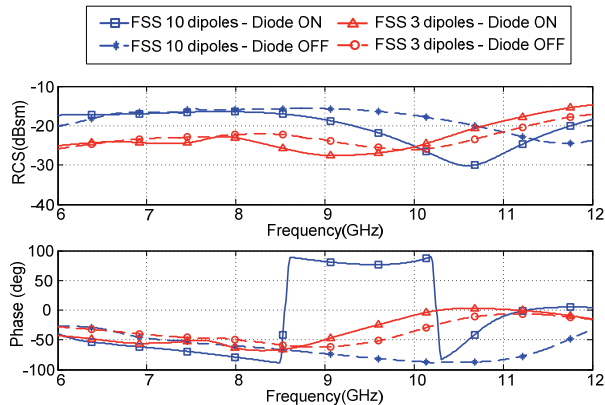 FSS 10 dipoles - Diode ON
FSS 3 dipoles - Diode ON
FSS 10 dipoles - Diode OFF
FSS 3 dipoles - Diode OFF
-10
-20
-30
-40
RCS(dBsm)
6 7 8 9 10 11 12
Frequency(GHz)
100
50
0
-50
-100
Phase (deg)
6 7 8 9 10 11 12
Frequency(GHz)